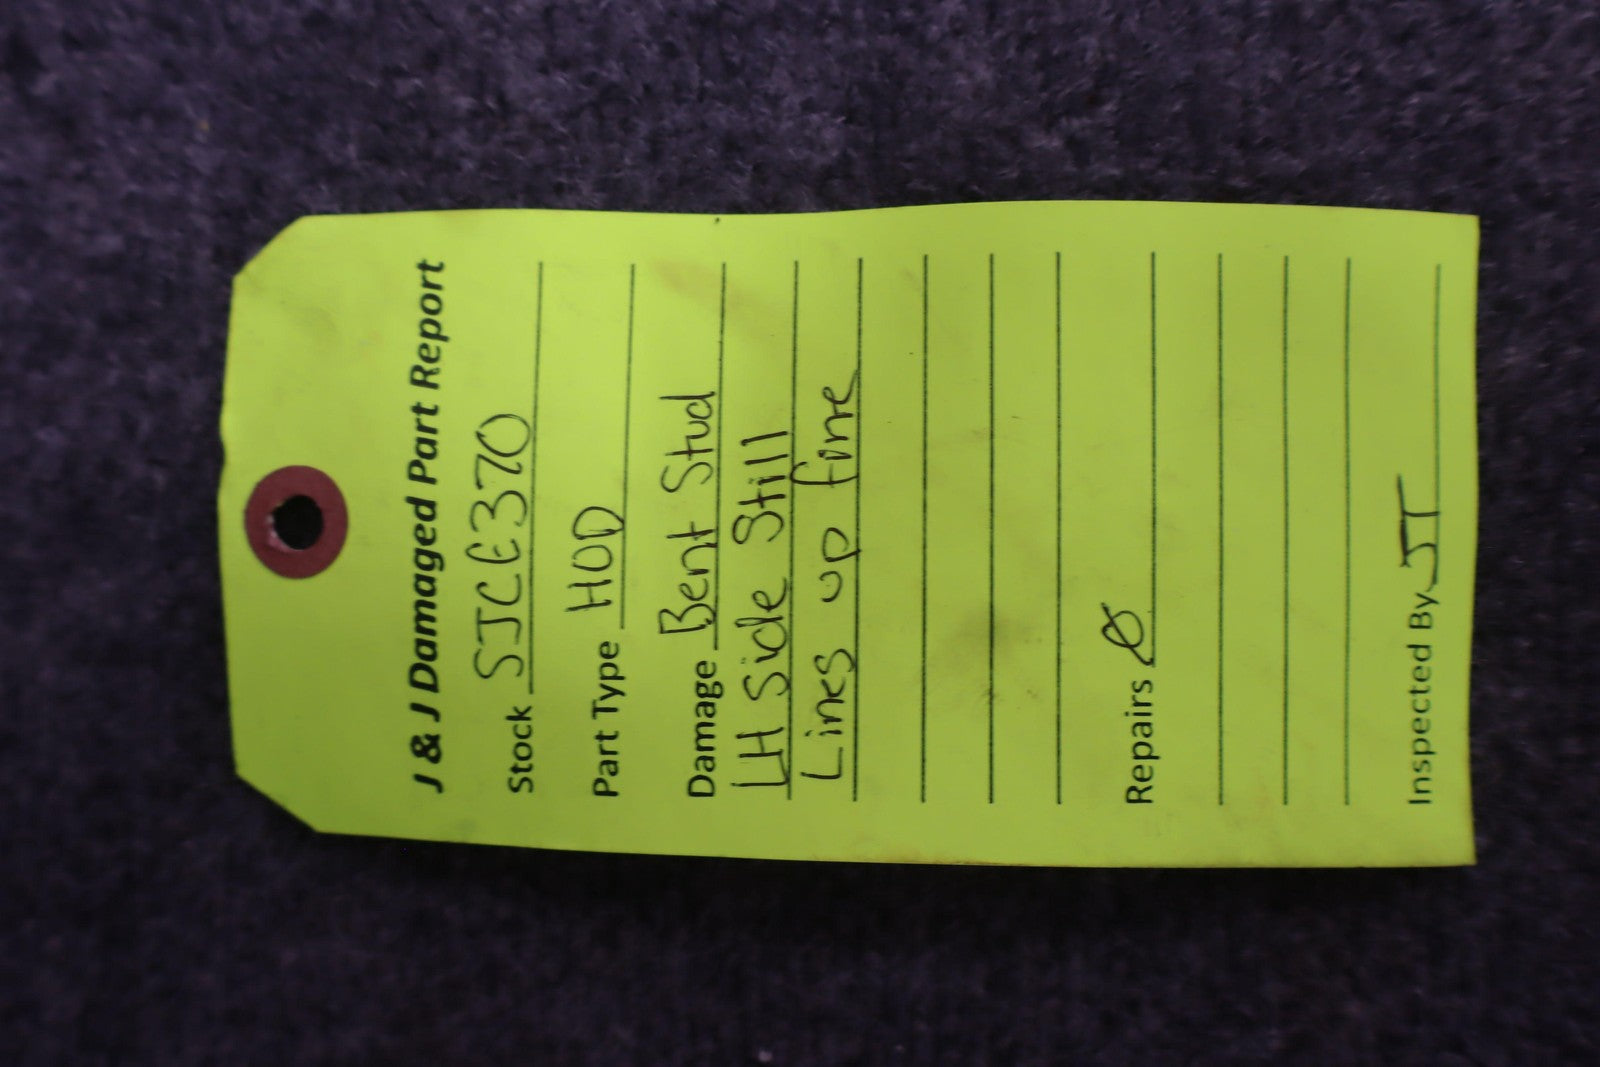 J & J Damaged Part Report
Stock SJCE370
Part Type HOD
Damage Bent Stud
LH Side Still
Lines up fine
Repairs Ø
Inspected By JT